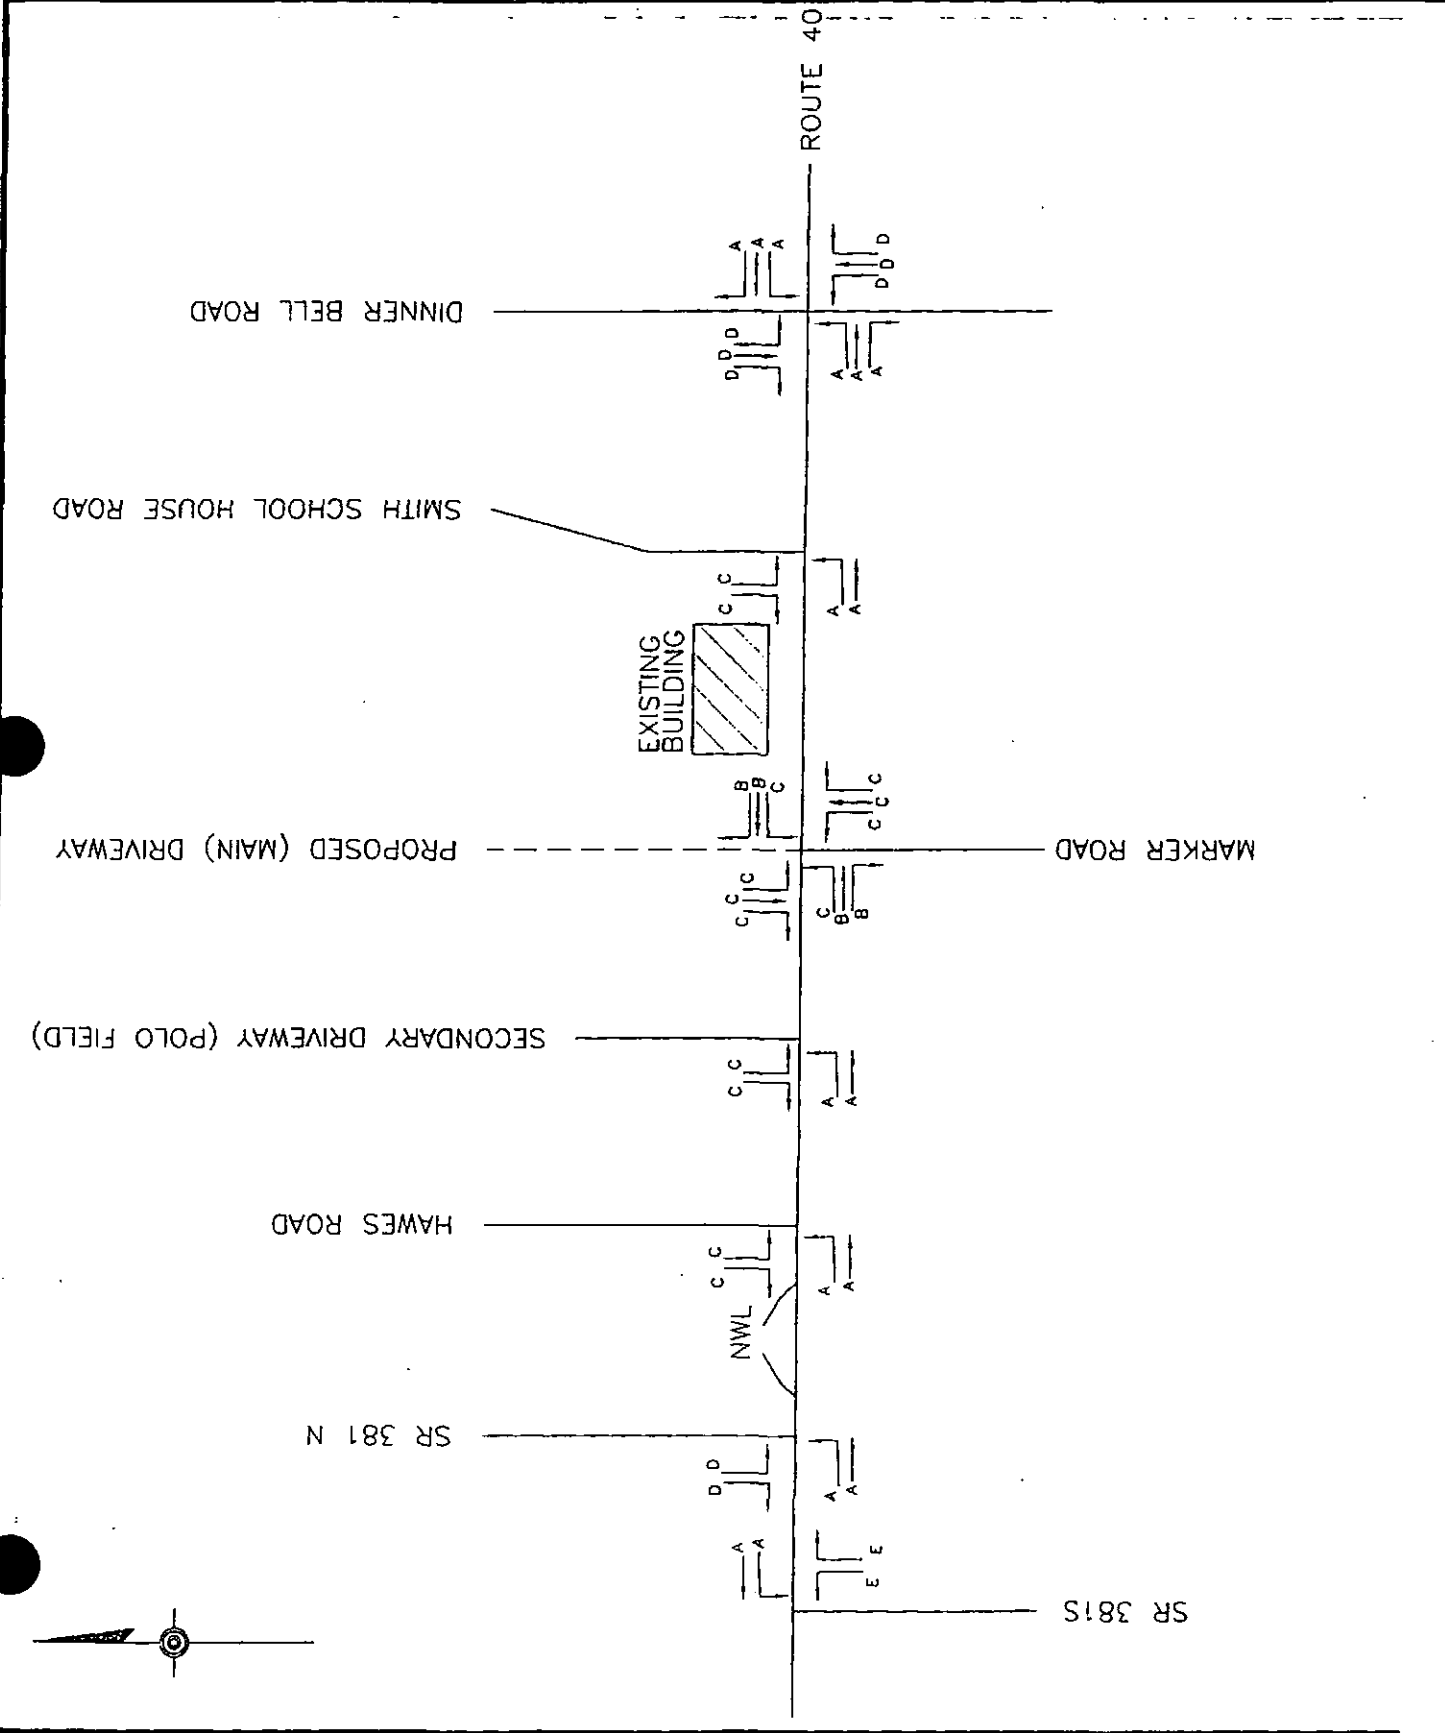 ROUTE 40
DINNER BELL ROAD
A
A
A
D
D
D
D
D
D
A
A
A
SMITH SCHOOL HOUSE ROAD
C
C
A
A
EXISTING
BUILDING
PROPOSED (MAIN) DRIVEWAY
B
B
C
C
C
C
MARKER ROAD
C
C
C
C
B
B
SECONDARY DRIVEWAY (POLO FIELD)
C
C
A
A
HAWES ROAD
C
C
A
A
NWL
SR 381 N
D
D
A
A
A
A
E
E
SR 381S